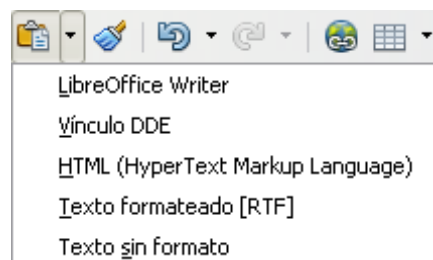 LibreOffice Writer
Vínculo DDE
HTML (HyperText Markup Language)
Texto formateado [RTF]
Texto sin formato